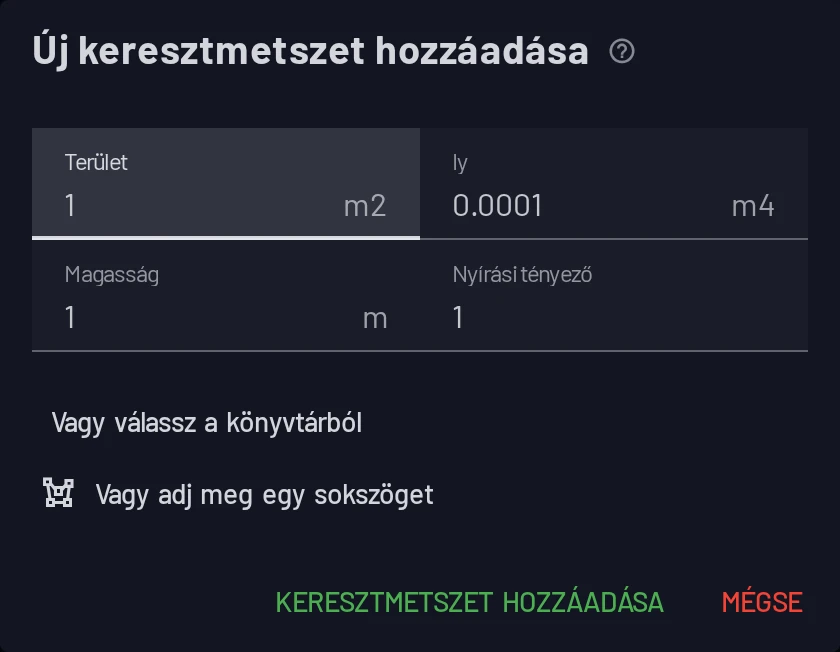 Új keresztmetszet hozzáadása ?
Terület
1 m2
Iy
0.0001 m4
Magasság
1 m
Nyírási tényező
1
Vagy válassz a könyvtárból
Vagy adj meg egy sokszöget
KERESZTMETSZET HOZZÁADÁSA MÉGSE